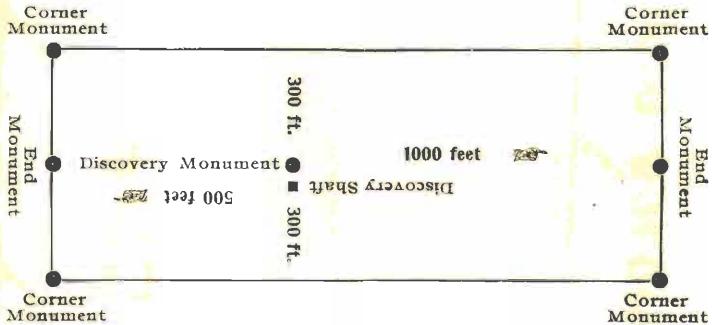 Corner
Monument
Corner
Monument
300 ft.
End
Monument
Discovery Monument
1000 feet
End
Monument
500 feet
Discovery Shaft
300 ft.
Corner
Monument
Corner
Monument